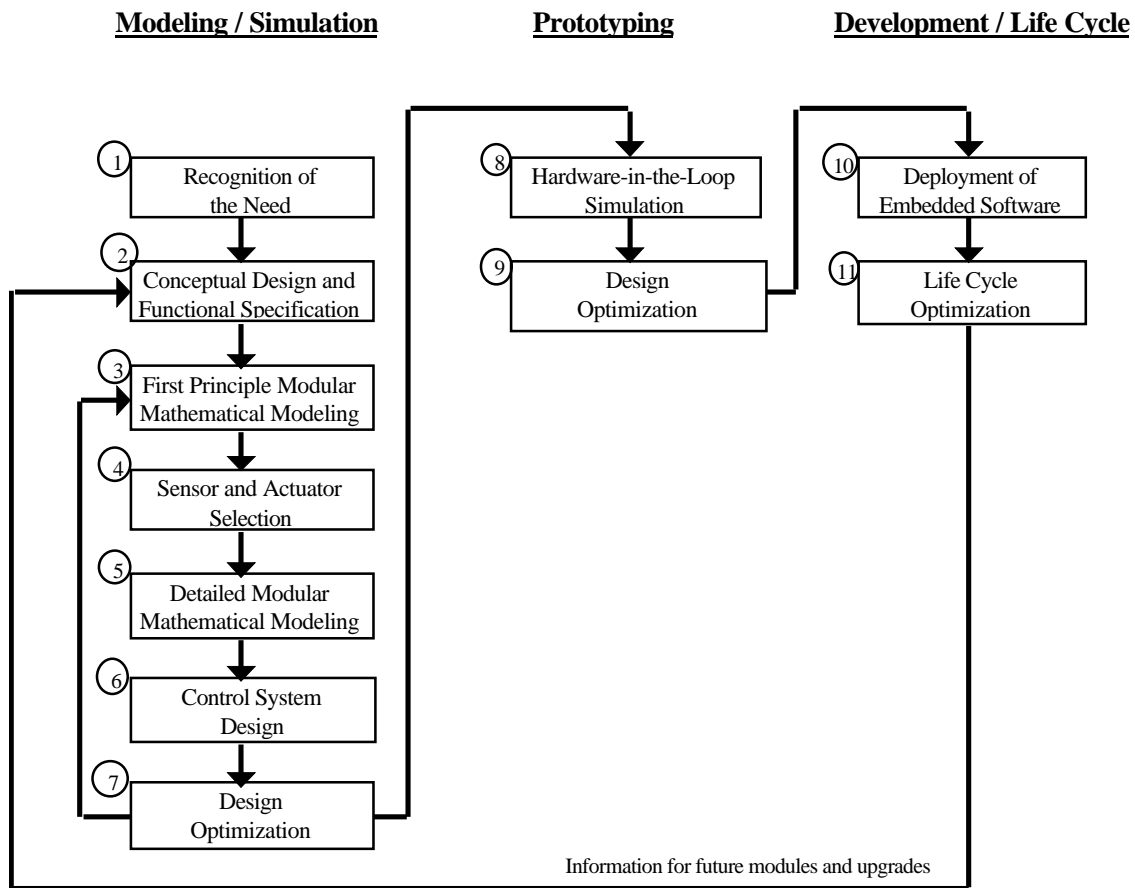 Modeling / Simulation
Prototyping
Development / Life Cycle
1
Recognition of
the Need
2
Conceptual Design and
Functional Specification
3
First Principle Modular
Mathematical Modeling
4
Sensor and Actuator
Selection
5
Detailed Modular
Mathematical Modeling
6
Control System
Design
7
Design
Optimization
8
Hardware-in-the-Loop
Simulation
9
Design
Optimization
10
Deployment of
Embedded Software
11
Life Cycle
Optimization
Information for future modules and upgrades